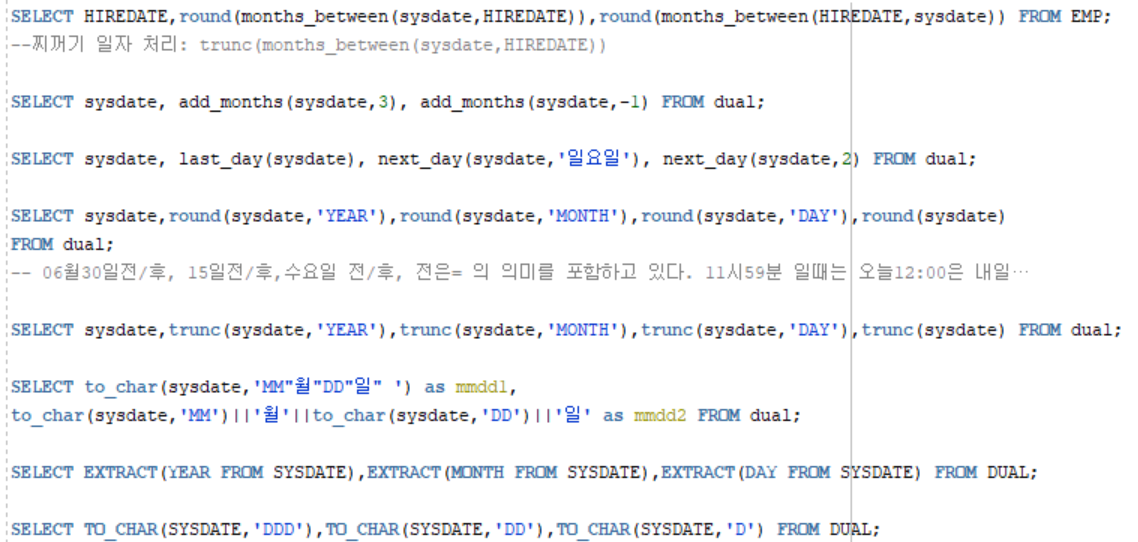 SELECT HIREDATE,round(months_between(sysdate,HIREDATE)),round(months_between(HIREDATE,sysdate)) FROM EMP;
--찌꺼기 일자 처리: trunc(months_between(sysdate,HIREDATE))
SELECT sysdate, add_months(sysdate,3), add_months(sysdate,-1) FROM dual;
SELECT sysdate, last_day(sysdate), next_day(sysdate,'일요일'), next_day(sysdate,2) FROM dual;
SELECT sysdate,round(sysdate,'YEAR'),round(sysdate,'MONTH'),round(sysdate,'DAY'),round(sysdate)
FROM dual;
-- 06월30일전/후, 15일전/후,수요일 전/후, 전은= 의 의미를 포함하고 있다. 11시59분 일때는 오늘12:00은 내일…
SELECT sysdate,trunc(sysdate,'YEAR'),trunc(sysdate,'MONTH'),trunc(sysdate,'DAY'),trunc(sysdate) FROM dual;
SELECT to_char(sysdate,'MM"월"DD"일" ') as mmdd1,
to_char(sysdate,'MM')||'월'||to_char(sysdate,'DD')||'일' as mmdd2 FROM dual;
SELECT EXTRACT(YEAR FROM SYSDATE),EXTRACT(MONTH FROM SYSDATE),EXTRACT(DAY FROM SYSDATE) FROM DUAL;
SELECT TO_CHAR(SYSDATE,'DDD'),TO_CHAR(SYSDATE,'DD'),TO_CHAR(SYSDATE,'D') FROM DUAL;